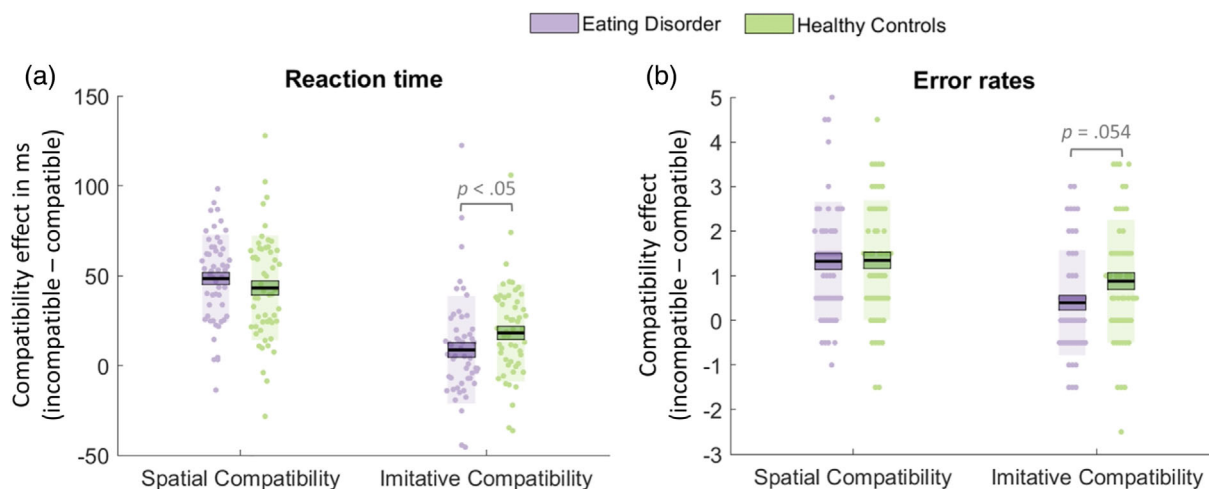 Eating Disorder
Healthy Controls
(a)
Reaction time
Compatibility effect in ms
(incompatible – compatible)
150
100
50
0
-50
p < .05
Spatial Compatibility
Imitative Compatibility
(b)
Error rates
Compatibility effect
(incompatible – compatible)
5
4
3
2
1
0
-1
-2
-3
p = .054
Spatial Compatibility
Imitative Compatibility